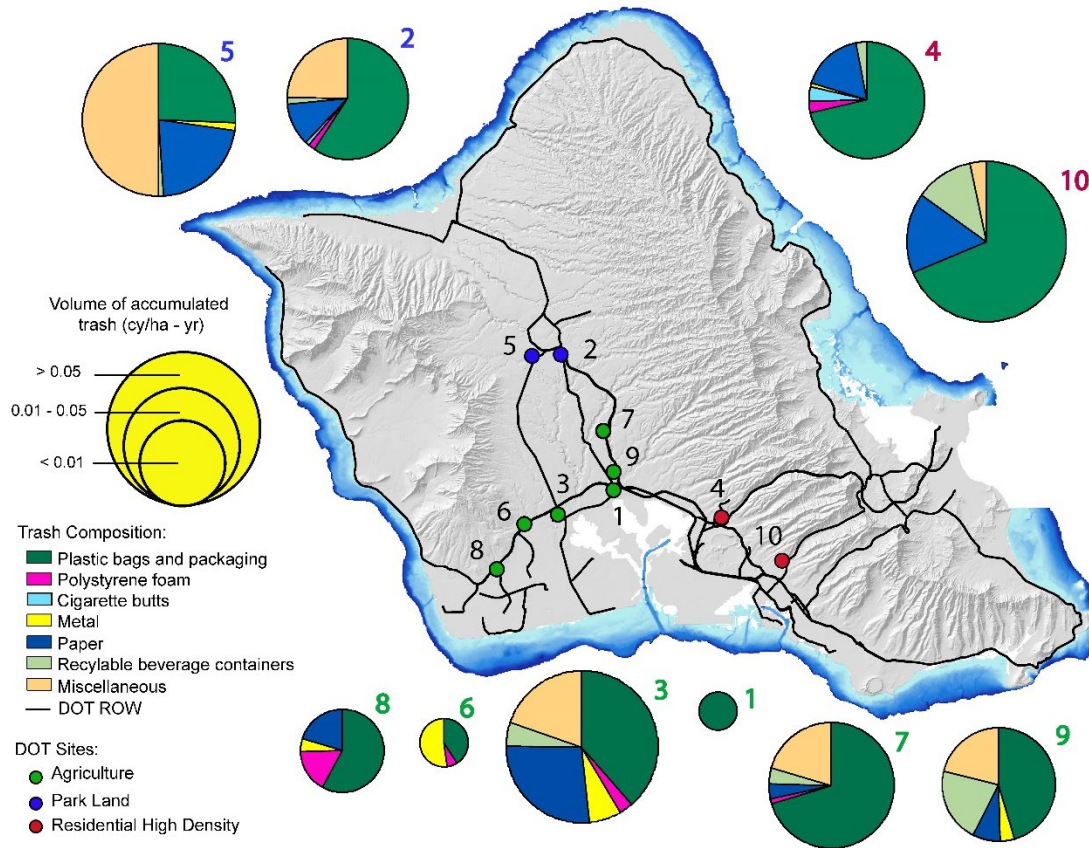 5
2
4
10
Volume of accumulated
trash (cy/ha - yr)
> 0.05
0.01 - 0.05
< 0.01
5
2
7
9
3
1
6
8
4
10
Trash Composition:
Plastic bags and packaging
Polystyrene foam
Cigarette butts
Metal
Paper
Recylable beverage containers
Miscellaneous
DOT ROW
DOT Sites:
Agriculture
Park Land
Residential High Density
8
6
3
1
7
9